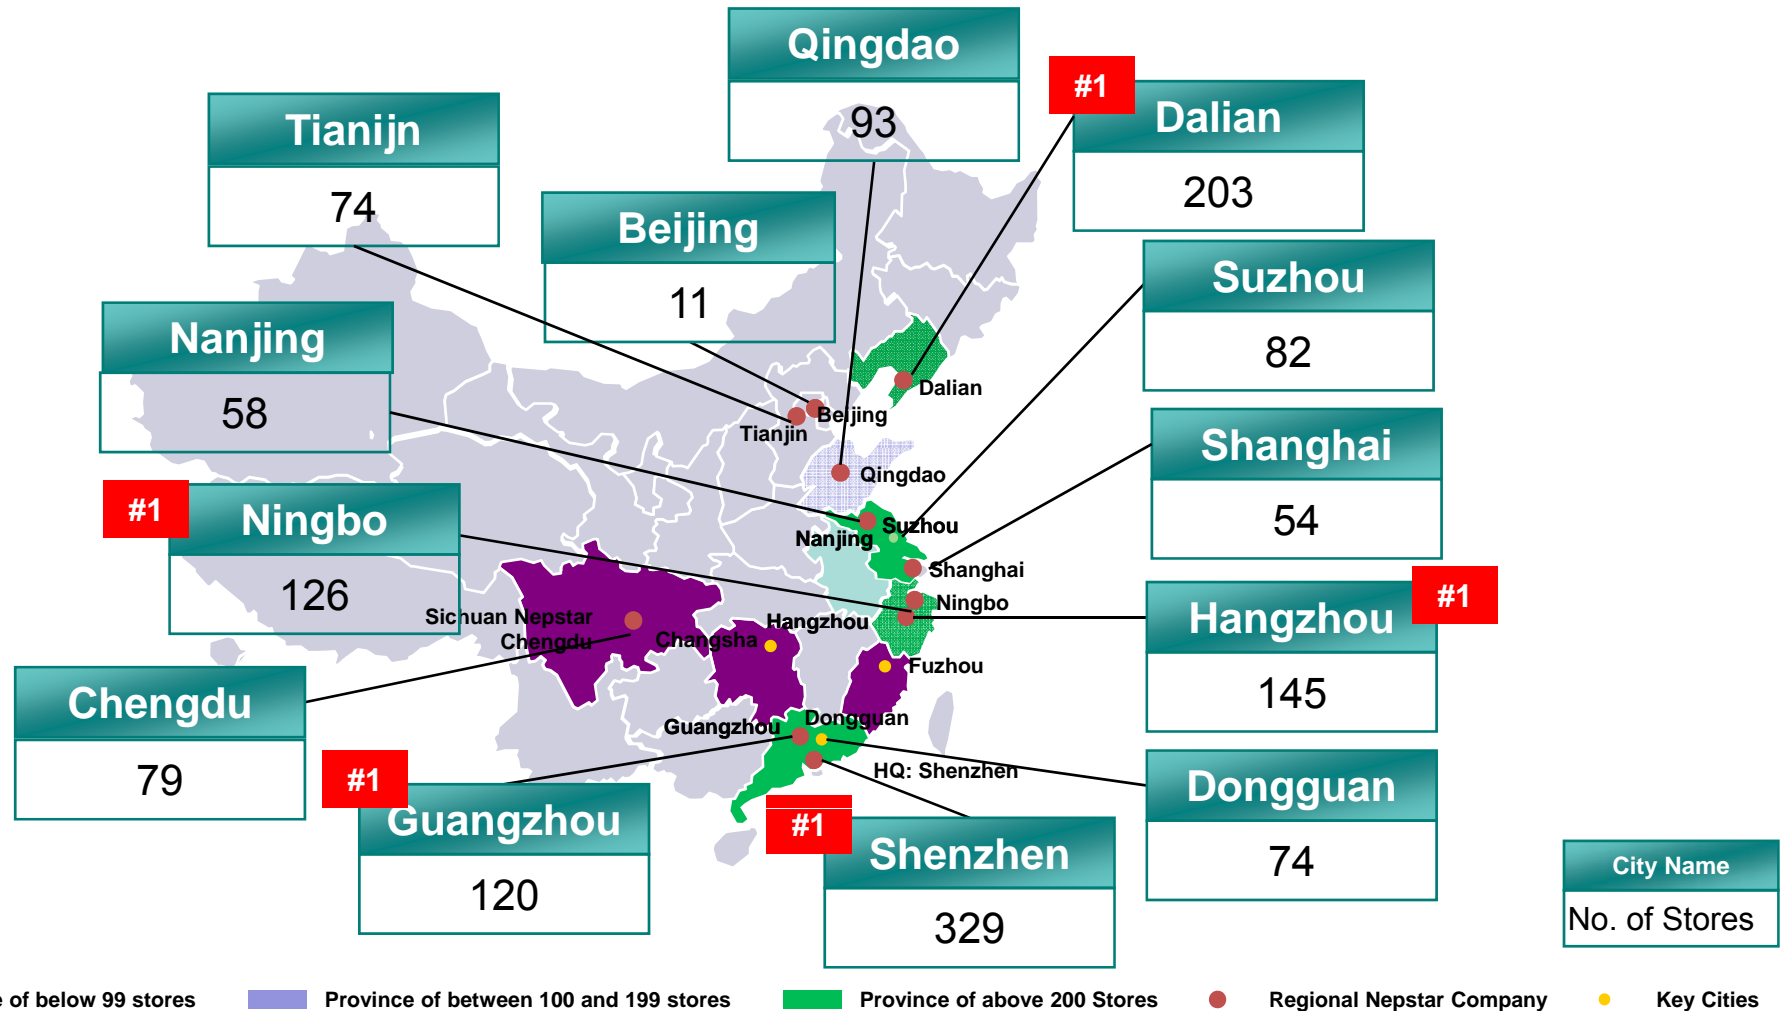 Qingdao
93
#1
Dalian
203
Tianijn
74
Beijing
11
Suzhou
82
Nanjing
58
Shanghai
54
#1
Ningbo
126
Hangzhou
#1
145
Chengdu
79
#1
Guangzhou
120
#1
Shenzhen
329
Dongguan
74
City Name
No. of Stores
Dalian
Beijing
Tianjin
Qingdao
Suzhou
Nanjing
Shanghai
Ningbo
Hangzhou
Sichuan Nepstar
Chengdu
Changsha
Fuzhou
Dongguan
Guangzhou
HQ: Shenzhen
e of below 99 stores
Province of between 100 and 199 stores
Province of above 200 Stores
Regional Nepstar Company
Key Cities